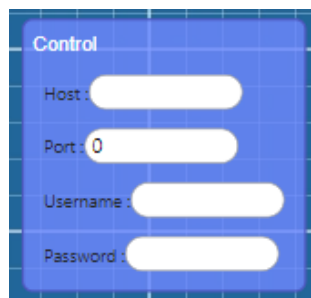 Control
Host :
Port : 0
Username :
Password :